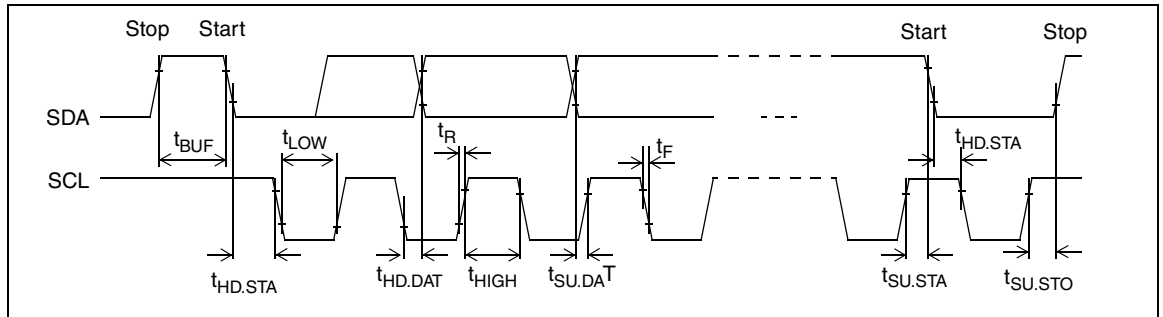 Stop Start Start Stop
SDA
tBUF tLOW tR tF tHD.STA
SCL
tHD.STA tHD.DAT tHIGH tSU.DAT tSU.STA tSU.STO